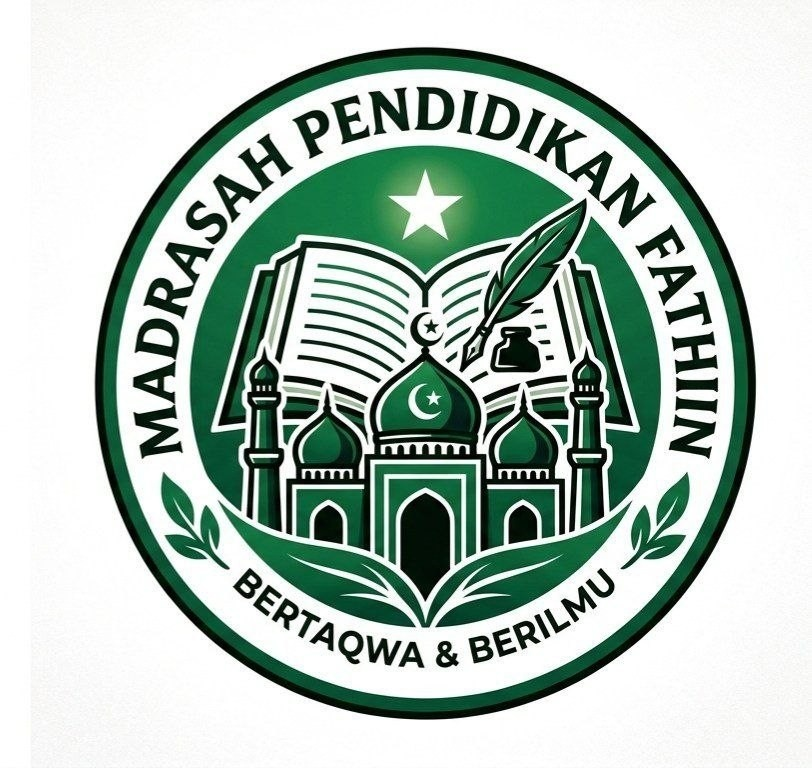 MADRASAH PENDIDIKAN FATHIIN
BERTAQWA & BERILMU